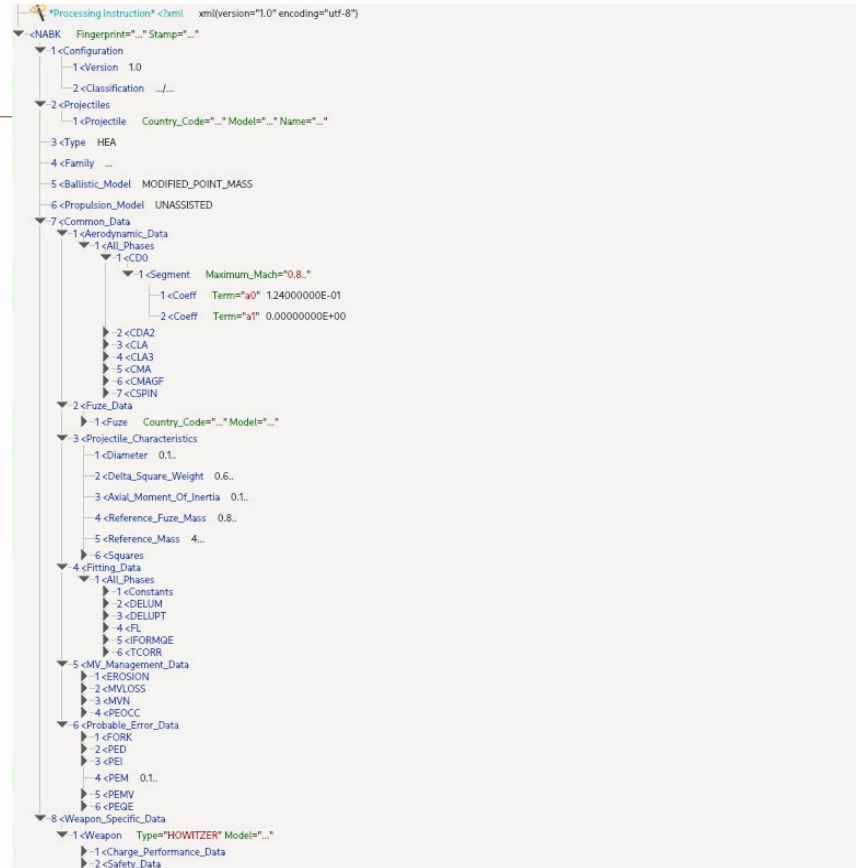 *Processing Instruction* <?xml xml(version="1.0" encoding="utf-8")
<NABK Fingerprint="..." Stamp="..."
1 <Configuration
1 <Version 1.0
2 <Classification .../...
2 <Projectiles
1 <Projectile Country_Code="..." Model="..." Name="..."
3 <Type HEA
4 <Family ...
5 <Ballistic_Model MODIFIED_POINT_MASS
6 <Propulsion_Model UNASSISTED
7 <Common_Data
1 <Aerodynamic_Data
1 <All_Phases
1 <CD0
1 <Segment Maximum_Mach="0.8.."
1 <Coeff Term="a0" 1.24000000E-01
2 <Coeff Term="a1" 0.00000000E+00
2 <CDA2
3 <CLA
4 <CLA3
5 <CMA
6 <CMAGF
7 <CSPIN
2 <Fuze_Data
1 <Fuze Country_Code="..." Model="..."
3 <Projectile_Characteristics
1 <Diameter 0.1..
2 <Delta_Square_Weight 0.6..
3 <Axial_Moment_Of_Inertia 0.1..
4 <Reference_Fuze_Mass 0.8..
5 <Reference_Mass 4...
6 <Squares
4 <Fitting_Data
1 <All_Phases
1 <Constants
2 <DELUM
3 <DELUPT
4 <FL
5 <IFORMQE
6 <TCORR
5 <MV_Management_Data
1 <EROSION
2 <MVLOSS
3 <MVN
4 <PEOCC
6 <Probable_Error_Data
1 <FORK
2 <PED
3 <PEI
4 <PEM 0.1..
5 <PEMV
6 <PEQE
8 <Weapon_Specific_Data
1 <Weapon Type="HOWITZER" Model="..."
1 <Charge_Performance_Data
2 <Safety_Data